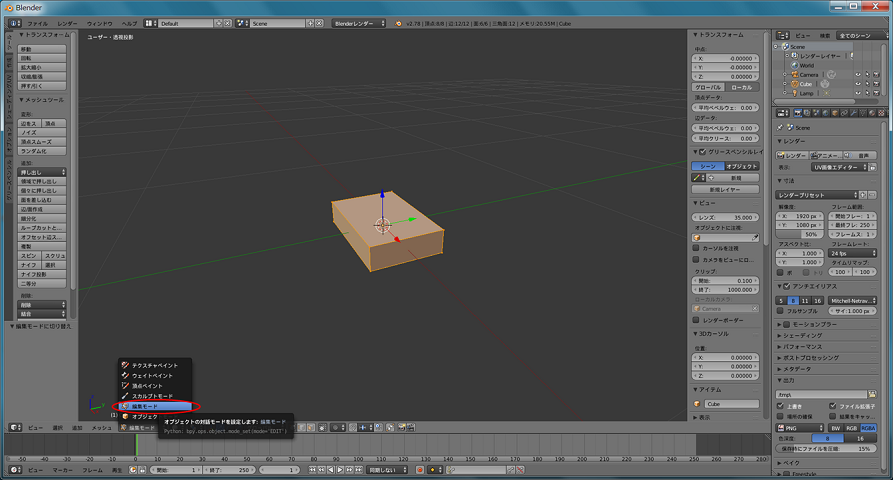 Blender
ファイル レンダー ウィンドウ ヘルプ Default Scene Blenderレンダー v2.78 | 頂点:8/8 | 辺:12/12 | 面:6/6 | 三角面:12 | メモリ:20.55M | Cube
ビュー 検索 全てのシーン
ユーザー・透視投影
トランスフォーム
移動
回転
拡大縮小
収縮/膨張
押す/引く
メッシュツール
変形:
辺をス 頂点
ノイズ
頂点スムーズ
ランダム化
追加:
押し出し
領域で押し出し
個々に押し出し
面を差し込む
辺/面作成
細分化
ループカットと...
オフセット辺ス...
複製
スピン スクリュ
ナイフ 選択
ナイフ投影
二等分
削除:
削除
結合
編集モードに切り替え
テクスチャペイント
ウェイトペイント
頂点ペイント
スカルプトモード
編集モード
オブジェク
オブジェクトの対話モードを設定します: 編集モード
Python: bpy.ops.object.mode_set(mode='EDIT')
(1)
ビュー 選択 追加 メッシュ 編集モード
トランスフォーム
中点:
X: -0.00000
Y: -0.00000
Z: 0.00000
グローバル ローカル
頂点データ:
平均ベベルウェ: 0.00
辺データ:
平均ベベルウェ: 0.00
平均クリース: 0.00
グリースペンシルレイ
シーン オブジェクト
新規
新規レイヤー
ビュー
レンズ: 35.000
オブジェクトに注視:
カーソルを注視
カメラをビューにロ...
クリップ:
開始: 0.100
終了: 1000.000
ローカルカメラ:
Camera
レンダーボーダー
3Dカーソル
位置:
X: 0.00000
Y: 0.00000
Z: 0.00000
アイテム
Cube
表示
Scene
レンダーレイヤー
World
Camera
Cube
Lamp
Scene
レンダー
レンダー アニメー 音声
表示: UV/画像エディター
寸法
レンダープリセット
解像度: フレーム範囲:
X: 1920 px 開始フレー: 1
Y: 1080 px 最終フレ: 250
50% フレームス: 1
アスペクト比: フレームレート:
X: 1.000 24 fps
Y: 1.000 タイムリマップ:
ボ トリ 100 100
アンチエイリアス
5 8 11 16 Mitchell-Netrav
フルサンプル サイ: 1.000 px
モーションブラー
シェーディング
パフォーマンス
ポストプロセッシング
メタデータ
出力
/tmp\
上書き ファイル拡張子
場所の確保 結果をキャッ
PNG BW RGB RGBA
色深度: 8 16
保存時にファイルを圧縮: 15%
ベイク
Freestyle
-50 -40 -30 -20 -10 0 10 20 30 40 50 60 70 80 90 100 110 120 130 140 150 160 170 180 190 200 210 220 230 240 250 260 270 280
ビュー マーカー フレーム 再生 開始: 1 終了: 250 1 同期しない